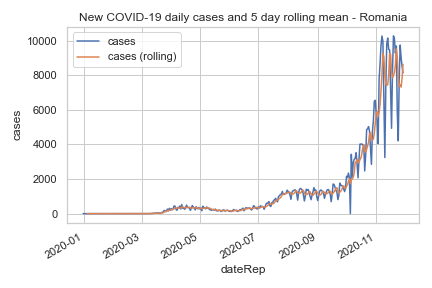 New COVID-19 daily cases and 5 day rolling mean - Romania
cases
cases (rolling)
10000
8000
6000
4000
2000
0
cases
2020-01
2020-03
2020-05
2020-07
2020-09
2020-11
dateRep